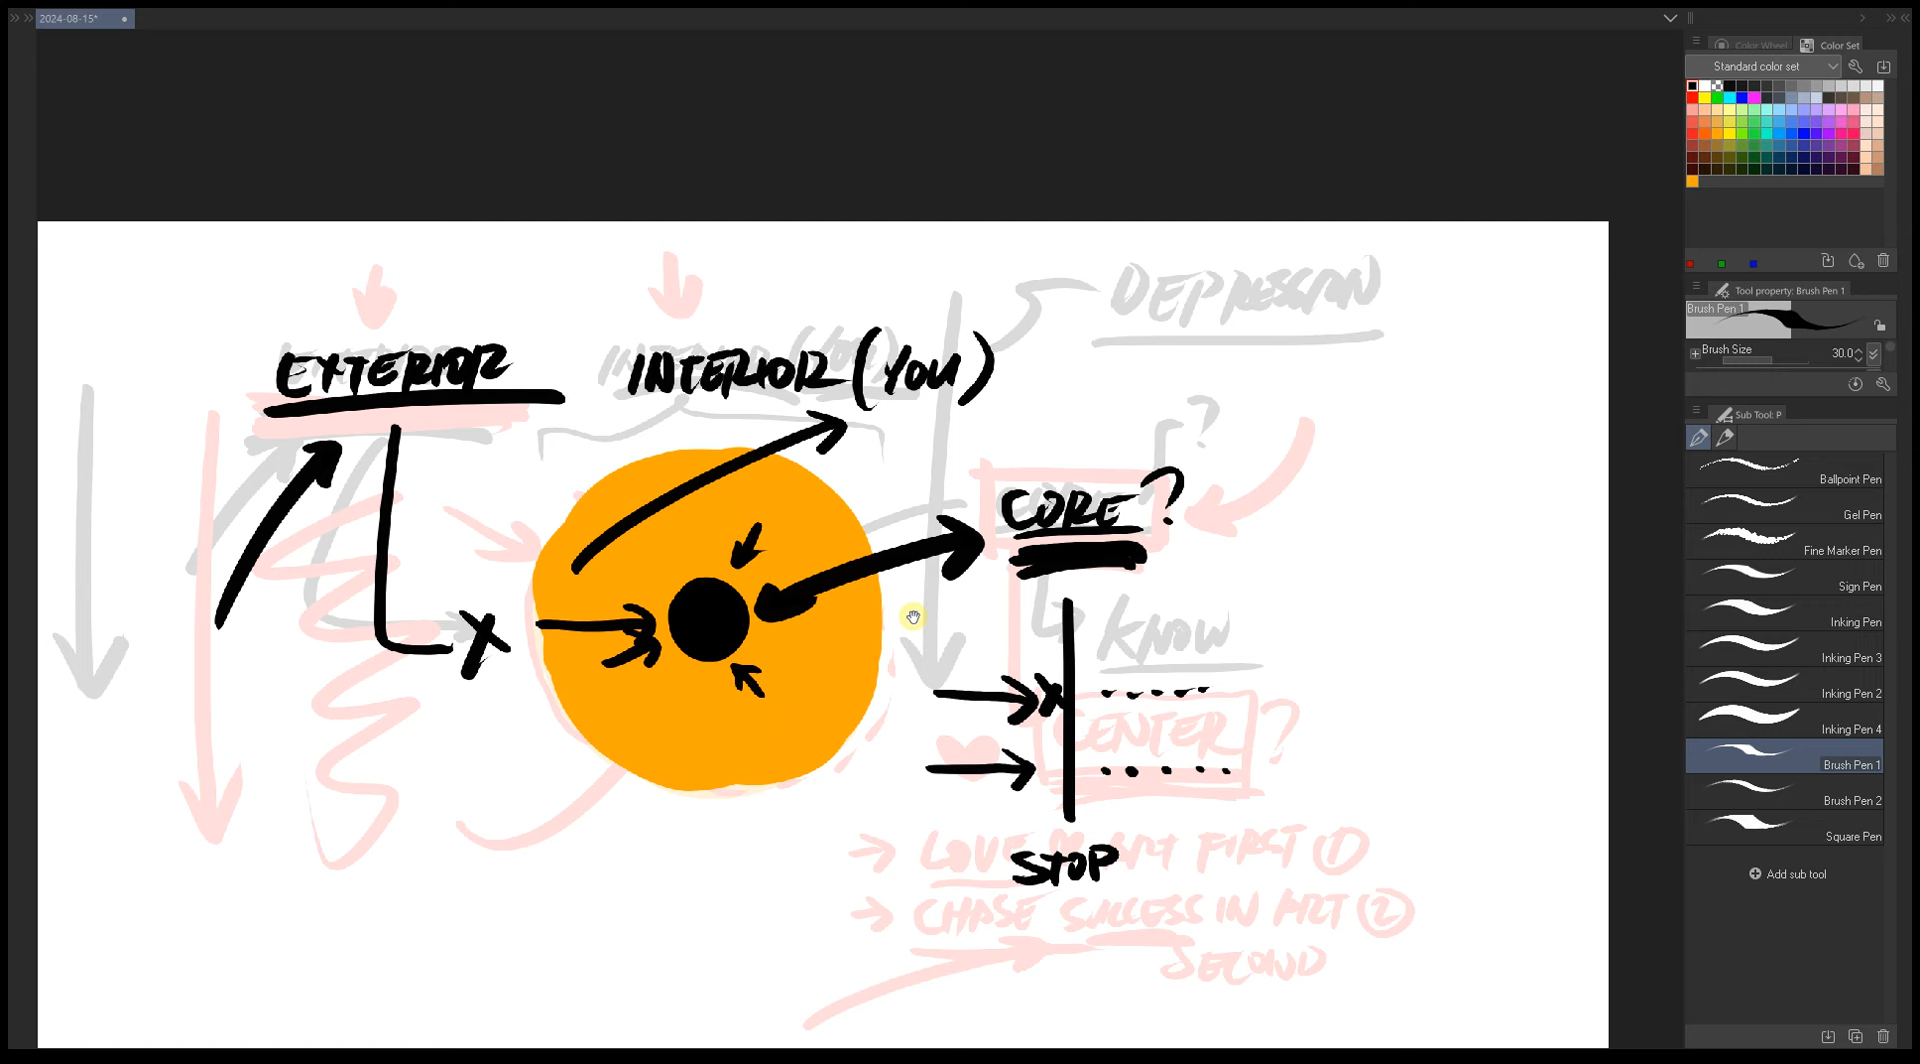 2024-08-15*
Color Wheel
Color Set
Standard color set
Tool property: Brush Pen 1
Brush Pen 1
Brush Size 30.0
Sub Tool: P
Ballpoint Pen
Gel Pen
Fine Marker Pen
Sign Pen
Inking Pen
Inking Pen 3
Inking Pen 2
Inking Pen 4
Brush Pen 1
Brush Pen 2
Square Pen
Add sub tool
DEPRESSION
EXTERIOR
INTERIOR (YOU)
?
CORE?
KNOW
CENTER?
LOVE ART FIRST 1
STOP
CHASE SUCCESS IN ART 2
SECOND